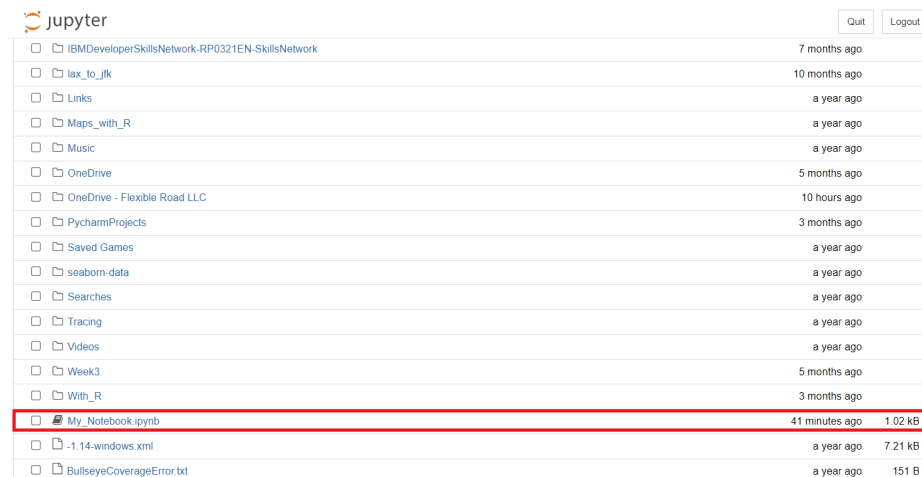 jupyter Quit Logout
IBMDeveloperSkillsNetwork-RP0321EN-SkillsNetwork 7 months ago
lax_to_jfk 10 months ago
Links a year ago
Maps_with_R a year ago
Music a year ago
OneDrive 5 months ago
OneDrive - Flexible Road LLC 10 hours ago
PycharmProjects 3 months ago
Saved Games a year ago
seaborn-data a year ago
Searches a year ago
Tracing a year ago
Videos a year ago
Week3 5 months ago
With_R 3 months ago
My_Notebook.ipynb 41 minutes ago 1.02 kB
-1.14-windows.xml a year ago 7.21 kB
BullseyeCoverageError.txt a year ago 151 B